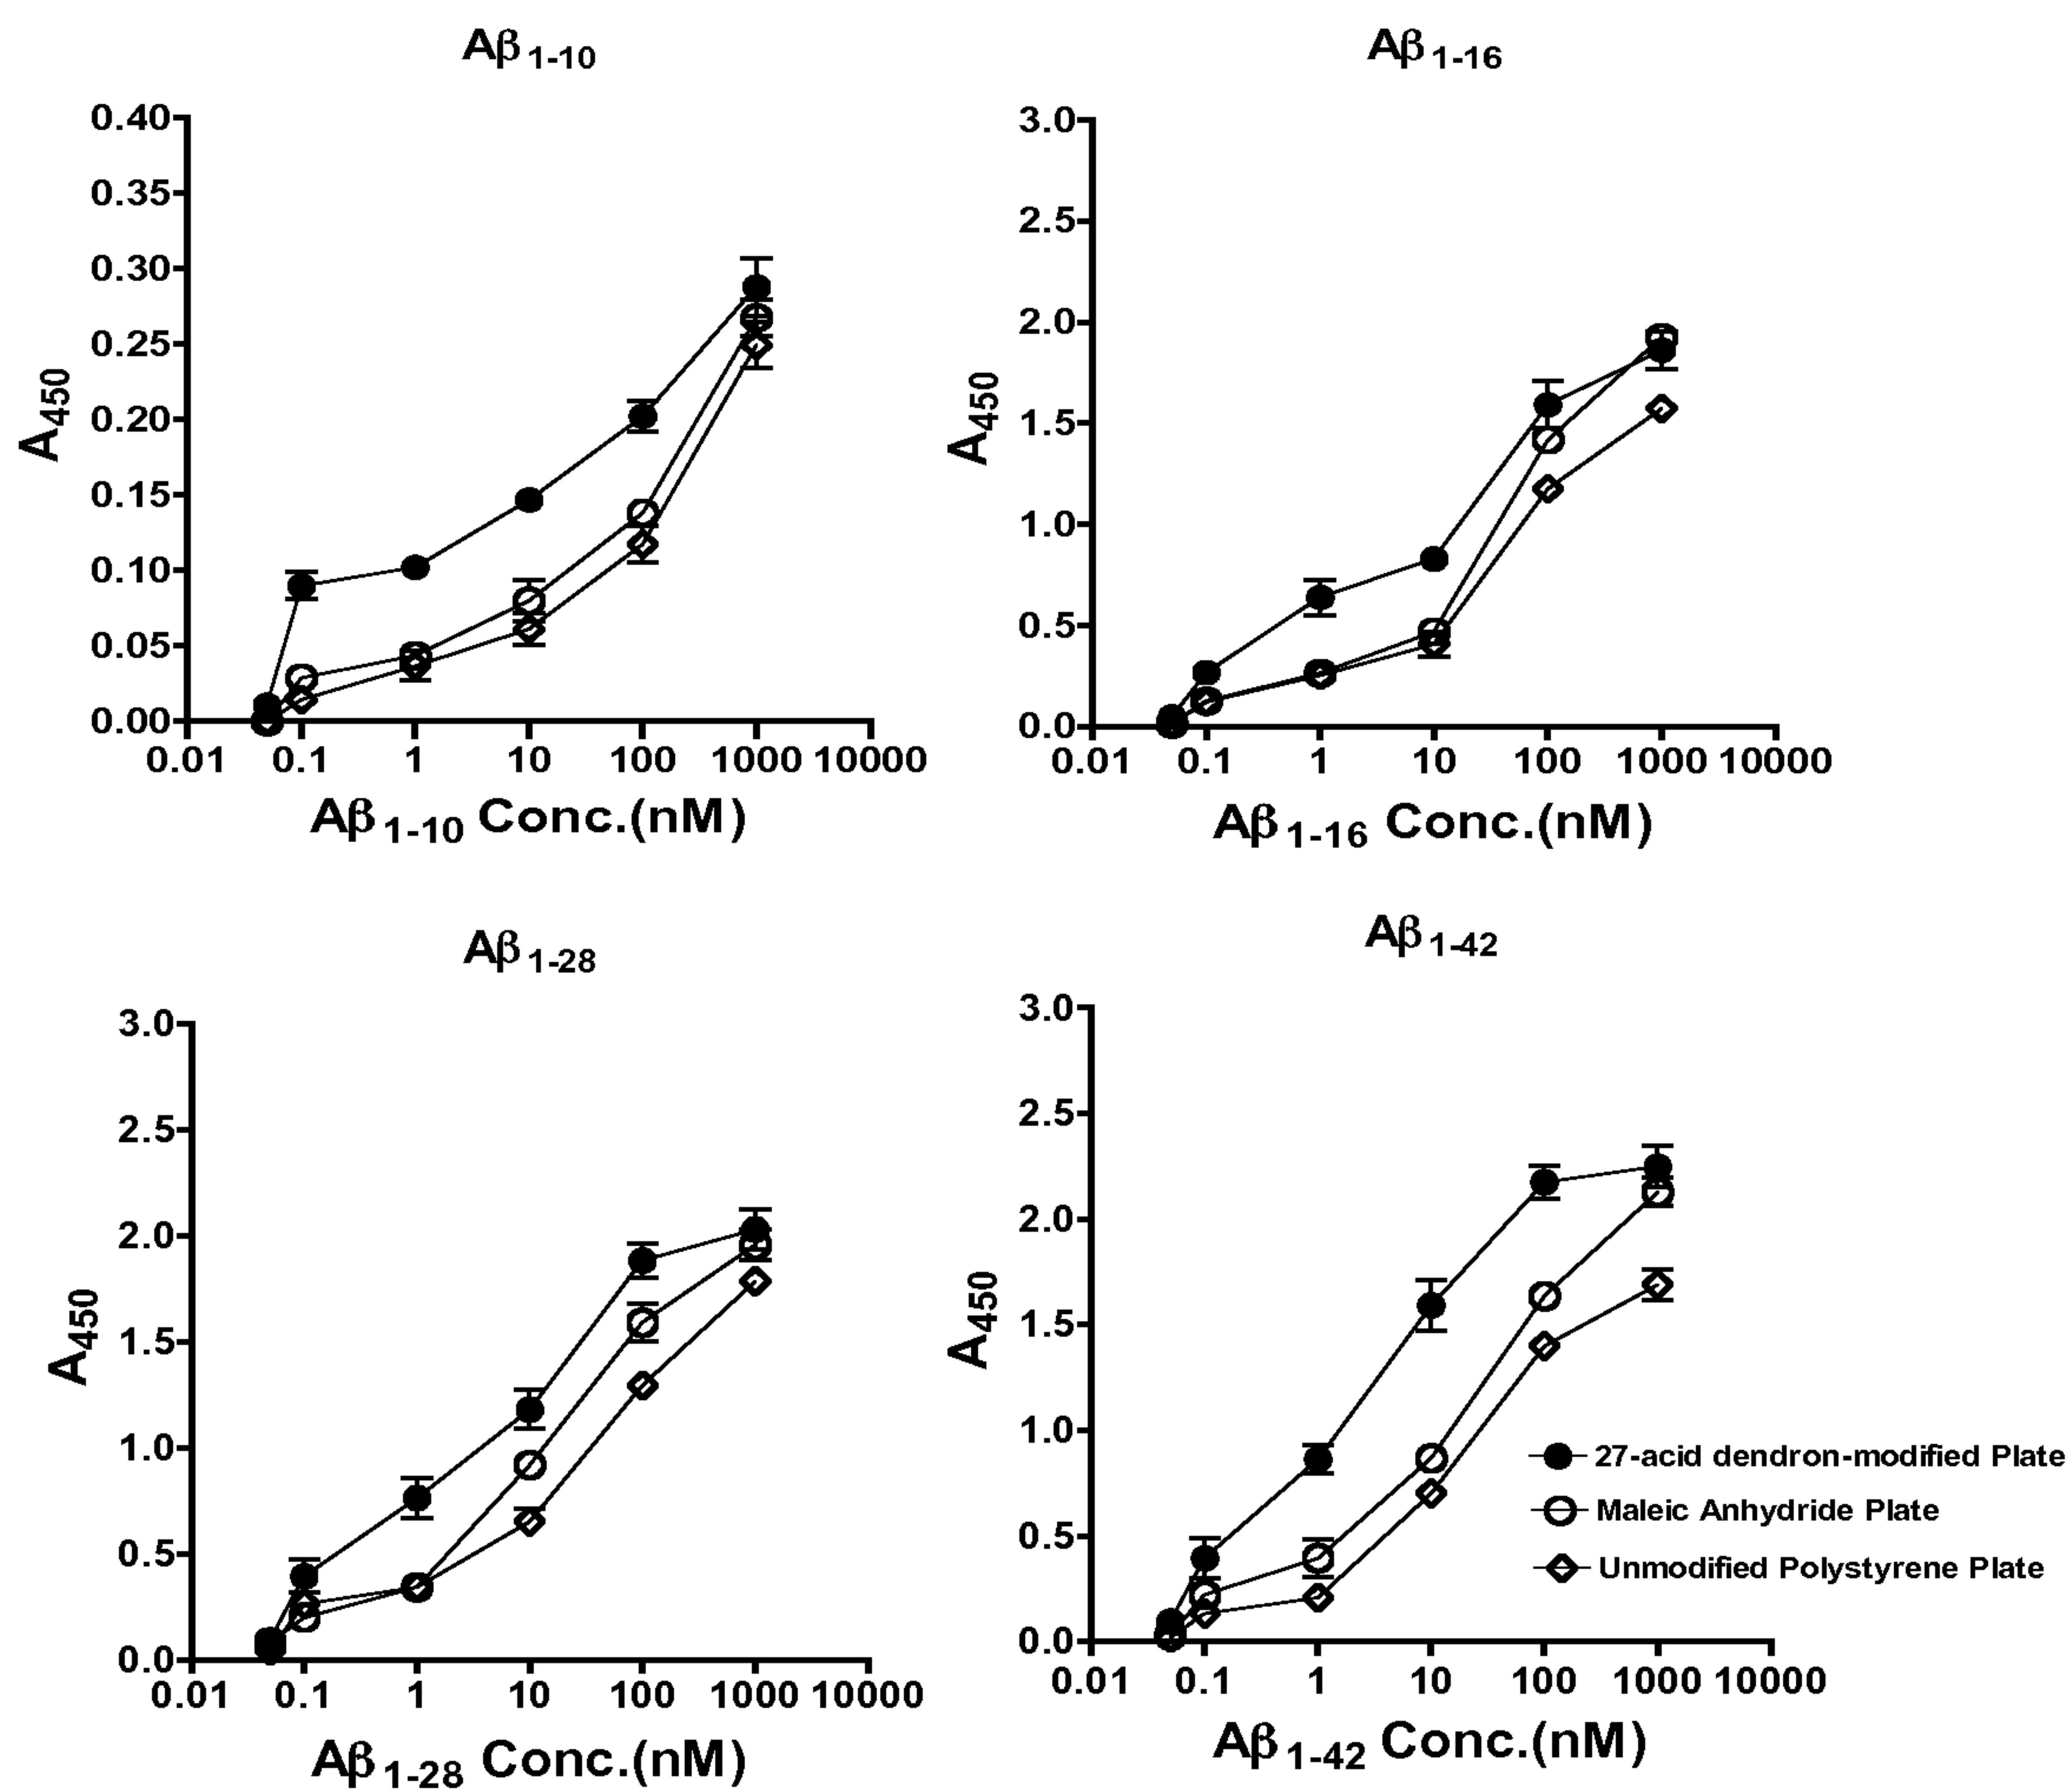 Aβ1-10
0.40
0.35
0.30
0.25
0.20
0.15
0.10
0.05
0.00
A450
0.01 0.1 1 10 100 1000 10000
Aβ1-10 Conc.(nM)
Aβ1-16
3.0
2.5
2.0
1.5
1.0
0.5
0.0
A450
0.01 0.1 1 10 100 1000 10000
Aβ1-16 Conc.(nM)
Aβ1-28
3.0
2.5
2.0
1.5
1.0
0.5
0.0
A450
0.01 0.1 1 10 100 1000 10000
Aβ1-28 Conc.(nM)
Aβ1-42
3.0
2.5
2.0
1.5
1.0
0.5
0.0
A450
0.01 0.1 1 10 100 1000 10000
Aβ1-42 Conc.(nM)
27-acid dendron-modified Plate
Maleic Anhydride Plate
Unmodified Polystyrene Plate